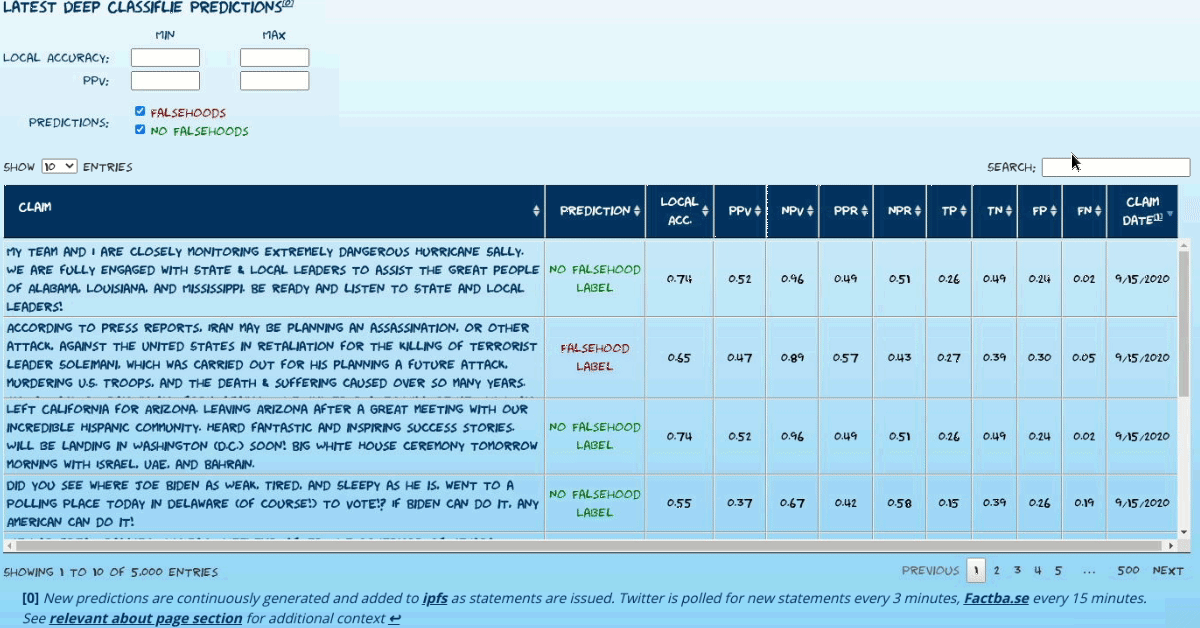 LATEST DEEP CLASSIFLIE PREDICTIONS[0]
MIN MAX
LOCAL ACCURACY:
PPV:
PREDICTIONS:
FALSEHOODS
NO FALSEHOODS
SHOW 10 ENTRIES
SEARCH:
CLAIM PREDICTION LOCAL ACC. PPV NPV PPR NPR TP TN FP FN CLAIM DATE[1]
MY TEAM AND I ARE CLOSELY MONITORING EXTREMELY DANGEROUS HURRICANE SALLY.
WE ARE FULLY ENGAGED WITH STATE & LOCAL LEADERS TO ASSIST THE GREAT PEOPLE
OF ALABAMA, LOUISIANA, AND MISSISSIPPI. BE READY AND LISTEN TO STATE AND LOCAL
LEADERS!
NO FALSEHOOD
LABEL
0.74 0.52 0.96 0.49 0.51 0.26 0.49 0.24 0.02 9/15/2020
ACCORDING TO PRESS REPORTS, IRAN MAY BE PLANNING AN ASSASSINATION, OR OTHER
ATTACK, AGAINST THE UNITED STATES IN RETALIATION FOR THE KILLING OF TERRORIST
LEADER SOLEIMANI, WHICH WAS CARRIED OUT FOR HIS PLANNING A FUTURE ATTACK,
MURDERING U.S. TROOPS, AND THE DEATH & SUFFERING CAUSED OVER SO MANY YEARS.
FALSEHOOD
LABEL
0.65 0.47 0.89 0.57 0.43 0.27 0.39 0.30 0.05 9/15/2020
LEFT CALIFORNIA FOR ARIZONA. LEAVING ARIZONA AFTER A GREAT MEETING WITH OUR
INCREDIBLE HISPANIC COMMUNITY. HEARD FANTASTIC AND INSPIRING SUCCESS STORIES.
WILL BE LANDING IN WASHINGTON (D.C.) SOON! BIG WHITE HOUSE CEREMONY TOMORROW
MORNING WITH ISRAEL, UAE, AND BAHRAIN.
NO FALSEHOOD
LABEL
0.74 0.52 0.96 0.49 0.51 0.26 0.49 0.24 0.02 9/15/2020
DID YOU SEE WHERE JOE BIDEN AS WEAK, TIRED, AND SLEEPY AS HE IS, WENT TO A
POLLING PLACE TODAY IN DELAWARE (OF COURSE!) TO VOTE!? IF BIDEN CAN DO IT, ANY
AMERICAN CAN DO IT!
NO FALSEHOOD
LABEL
0.55 0.37 0.67 0.42 0.58 0.15 0.39 0.26 0.19 9/15/2020
SHOWING 1 TO 10 OF 5,000 ENTRIES
PREVIOUS 1 2 3 4 5 ... 500 NEXT
[0] New predictions are continuously generated and added to ipfs as statements are issued. Twitter is polled for new statements every 3 minutes, Factba.se every 15 minutes.
See relevant about page section for additional context ↩